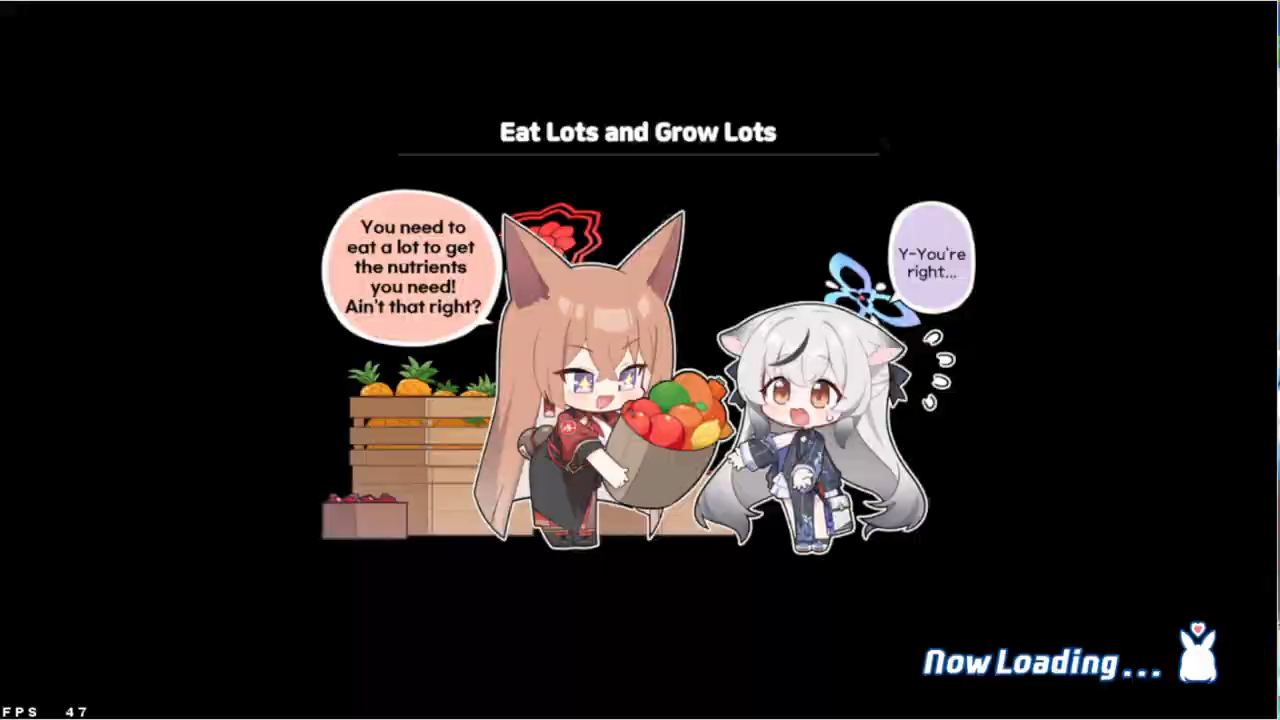 Eat Lots and Grow Lots
You need to
eat a lot to get
the nutrients
you need!
Ain't that right?
Y-You're
right...
Now Loading...
FPS 47